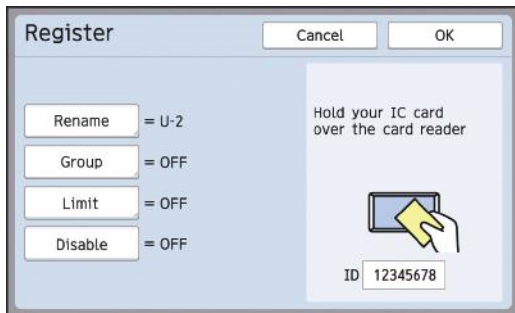 Register
Cancel
OK
Rename = U-2
Group = OFF
Limit = OFF
Disable = OFF
Hold your IC card
over the card reader
ID 12345678